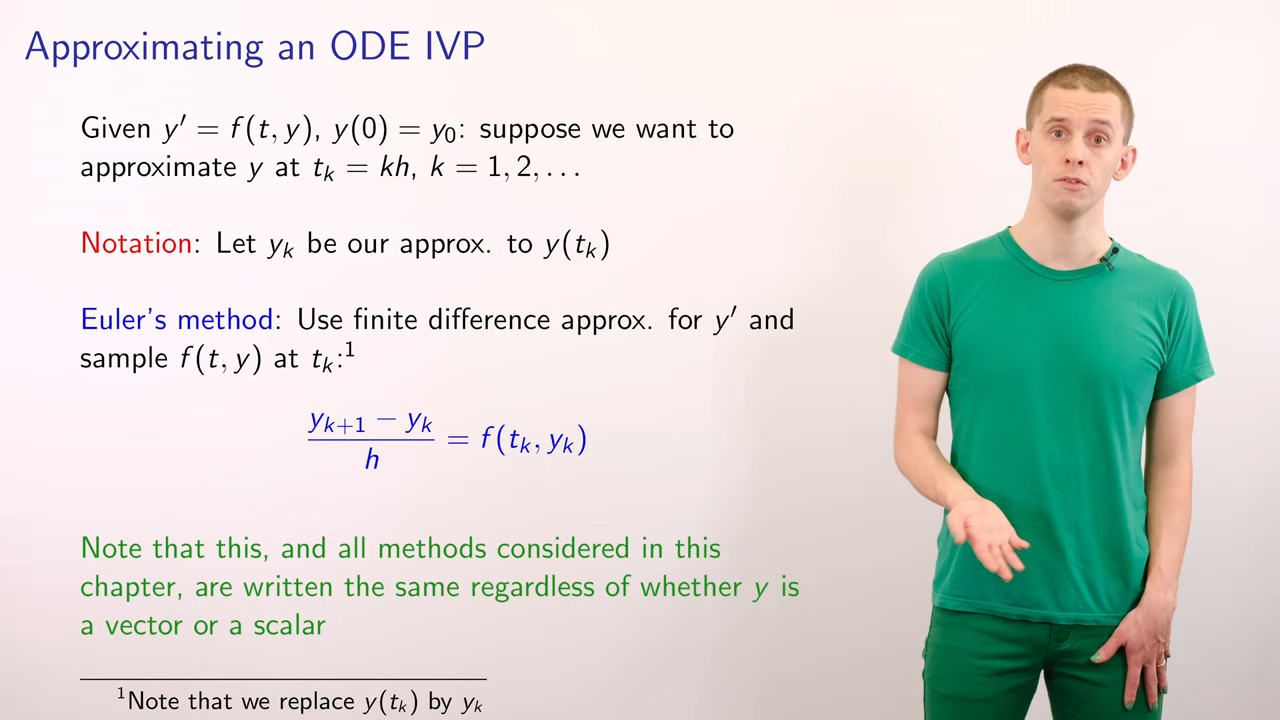 Approximating an ODE IVP
Given y′ = f(t, y), y(0) = y₀: suppose we want to
approximate y at tₖ = kh, k = 1, 2, …
Notation: Let yₖ be our approx. to y(tₖ)
Euler's method: Use finite difference approx. for y′ and
sample f(t, y) at tₖ:¹
(yₖ₊₁ − yₖ)/h = f(tₖ, yₖ)
Note that this, and all methods considered in this
chapter, are written the same regardless of whether y is
a vector or a scalar
¹Note that we replace y(tₖ) by yₖ